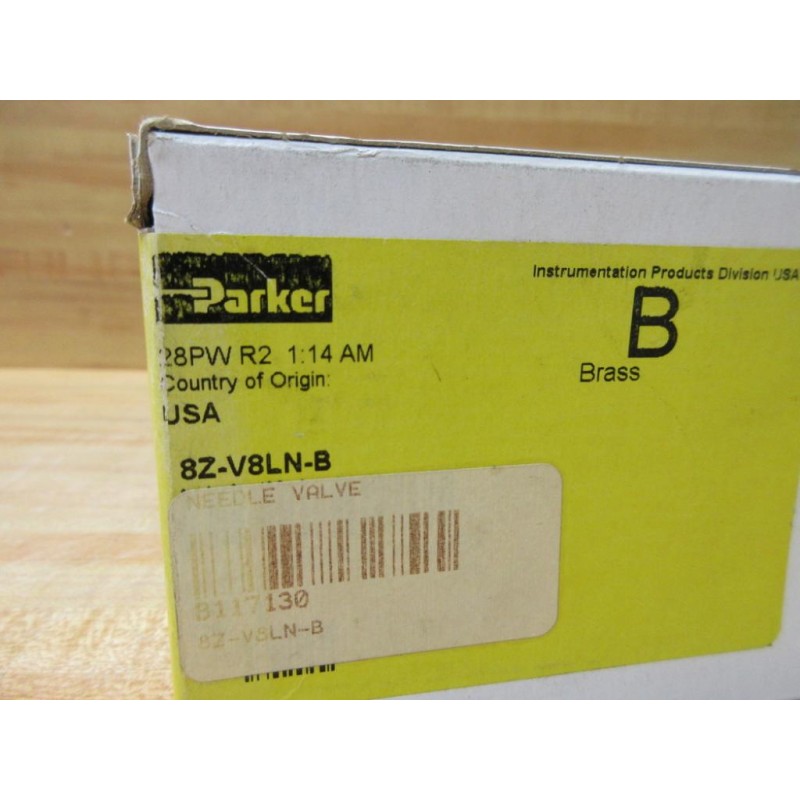 Parker
Instrumentation Products Division USA
B
Brass
28PW R2 1:14 AM
Country of Origin:
USA
8Z-V8LN-B
NEEDLE VALVE
8117130
8Z-V8LN-B